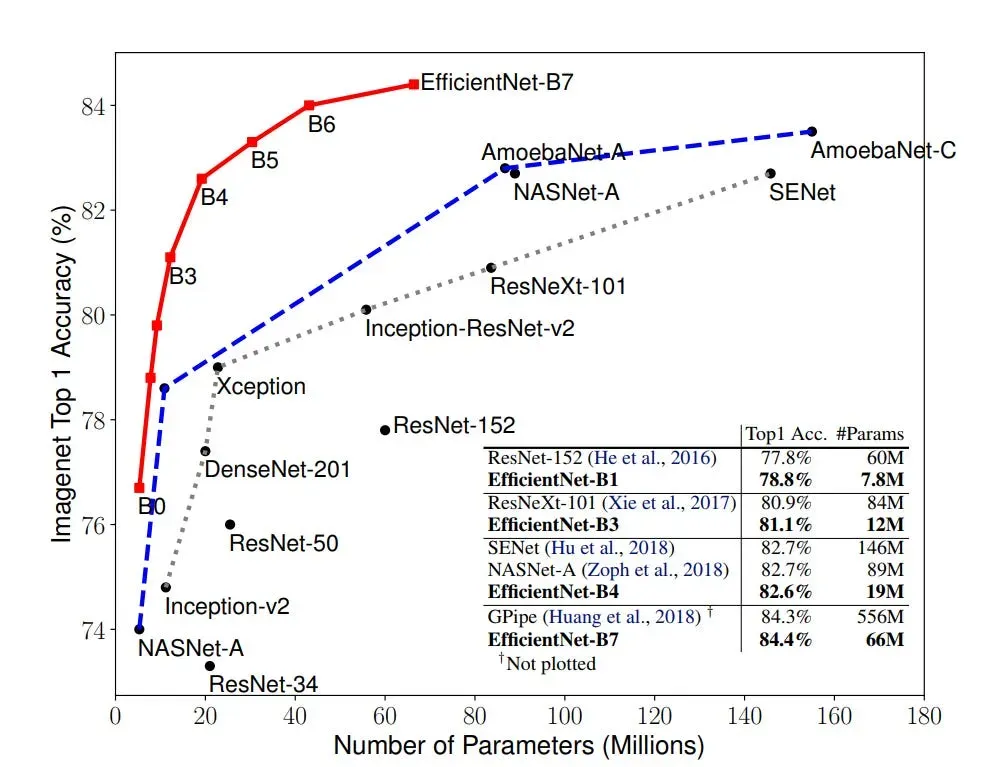 Imagenet Top 1 Accuracy (%)
84
82
80
78
76
74
EfficientNet-B7
B6
B5
B4
B3
B0
AmoebaNet-A
AmoebaNet-C
NASNet-A
SENet
ResNeXt-101
Inception-ResNet-v2
Xception
ResNet-152
DenseNet-201
ResNet-50
Inception-v2
NASNet-A
ResNet-34
Top1 Acc. #Params
ResNet-152 (He et al., 2016) 77.8% 60M
EfficientNet-B1 78.8% 7.8M
ResNeXt-101 (Xie et al., 2017) 80.9% 84M
EfficientNet-B3 81.1% 12M
SENet (Hu et al., 2018) 82.7% 146M
NASNet-A (Zoph et al., 2018) 82.7% 89M
EfficientNet-B4 82.6% 19M
GPipe (Huang et al., 2018) † 84.3% 556M
EfficientNet-B7 84.4% 66M
†Not plotted
0 20 40 60 80 100 120 140 160 180
Number of Parameters (Millions)